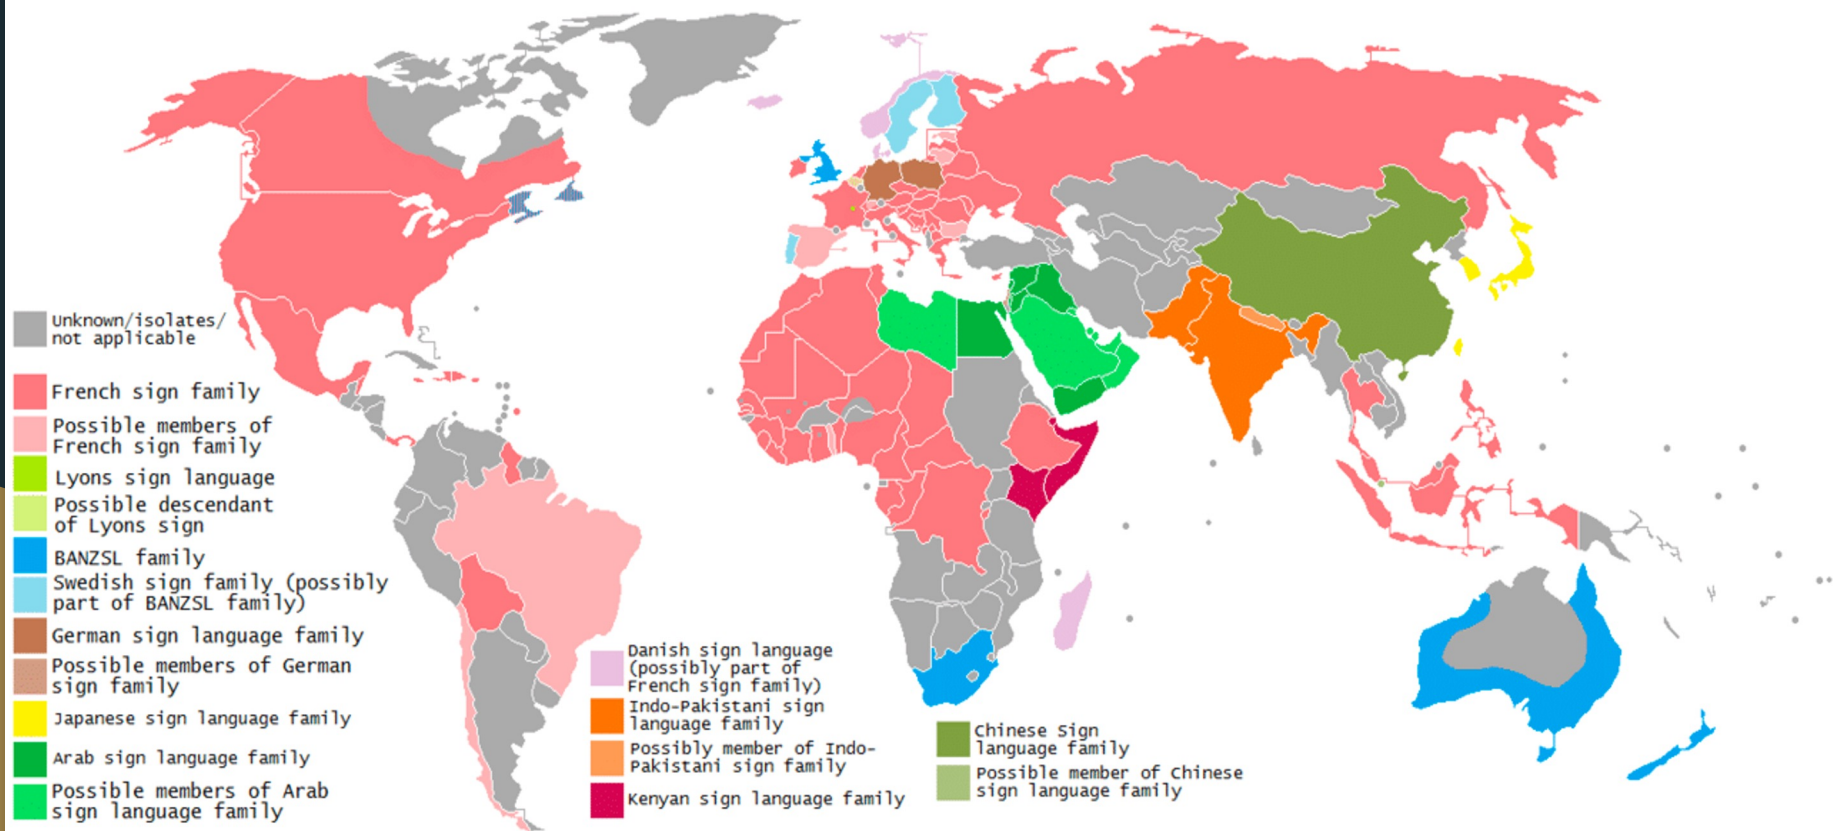 Unknown/isolates/
not applicable
French sign family
Possible members of
French sign family
Lyons sign language
Possible descendant
of Lyons sign
BANZSL family
Swedish sign family (possibly
part of BANZSL family)
German sign language family
Possible members of German
sign family
Japanese sign language family
Arab sign language family
Possible members of Arab
sign language family
Danish sign language
(possibly part of
French sign family)
Indo-Pakistani sign
language family
Possibly member of Indo-
Pakistani sign family
Kenyan sign language family
Chinese Sign
language family
Possible member of Chinese
sign language family